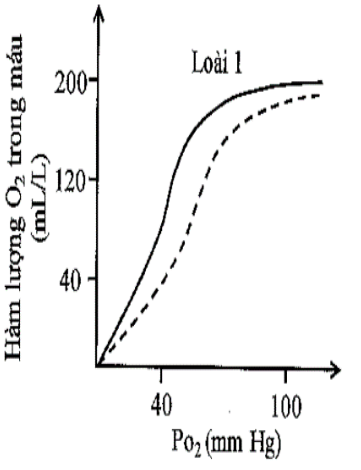 Hàm lượng O₂ trong máu
(mL/L)
200
120
40
Loài 1
40
100
Po₂ (mm Hg)